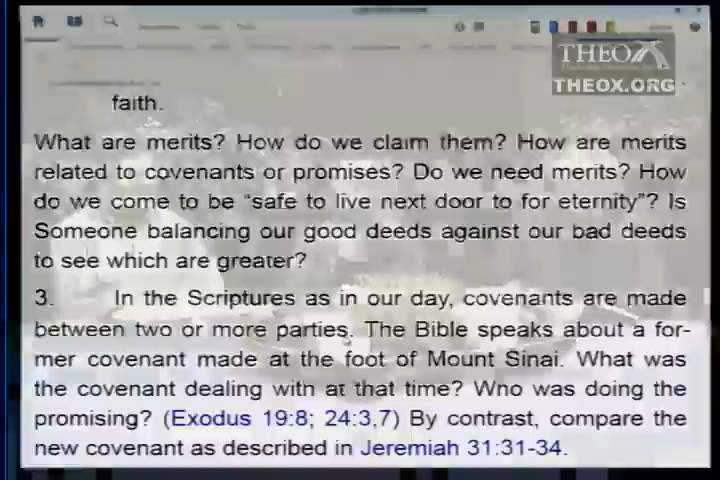 THEOX
THEOX.ORG
faith.
What are merits? How do we claim them? How are merits
related to covenants or promises? Do we need merits? How
do we come to be “safe to live next door to for eternity”? Is
Someone balancing our good deeds against our bad deeds
to see which are greater?
3. In the Scriptures as in our day, covenants are made
between two or more parties. The Bible speaks about a for-
mer covenant made at the foot of Mount Sinai. What was
the covenant dealing with at that time? Who was doing the
promising? (Exodus 19:8; 24:3,7) By contrast, compare the
new covenant as described in Jeremiah 31:31-34.